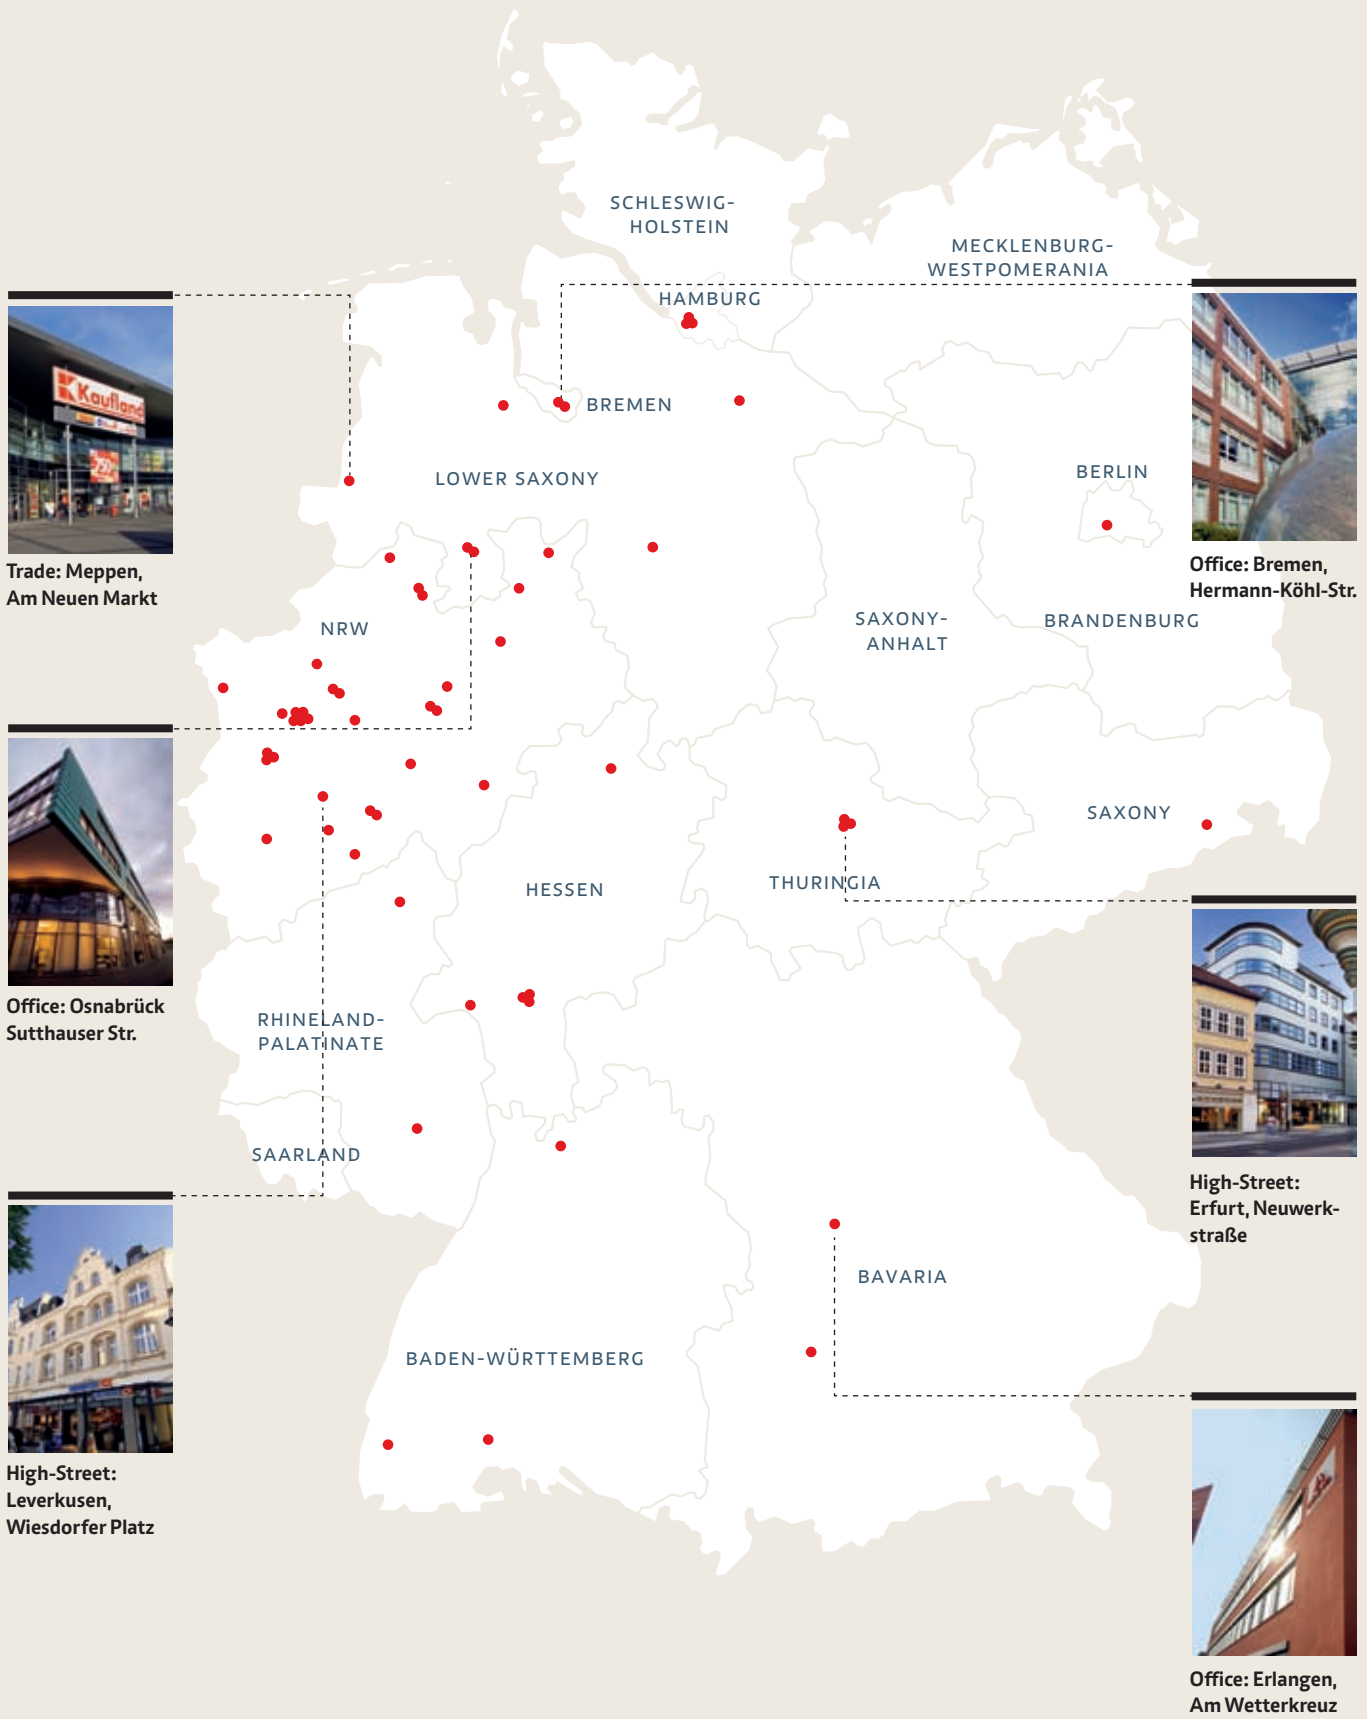 SCHLESWIG-
HOLSTEIN
MECKLENBURG-
WESTPOMERANIA
HAMBURG
BREMEN
LOWER SAXONY
BERLIN
NRW
SAXONY-
ANHALT
BRANDENBURG
SAXONY
THURINGIA
HESSEN
RHINELAND-
PALATINATE
SAARLAND
BAVARIA
BADEN-WÜRTTEMBERG
Kaufland
Trade: Meppen,
Am Neuen Markt
Office: Osnabrück
Sutthauser Str.
High-Street:
Leverkusen,
Wiesdorfer Platz
Office: Bremen,
Hermann-Köhl-Str.
High-Street:
Erfurt, Neuwerk-
straße
Office: Erlangen,
Am Wetterkreuz